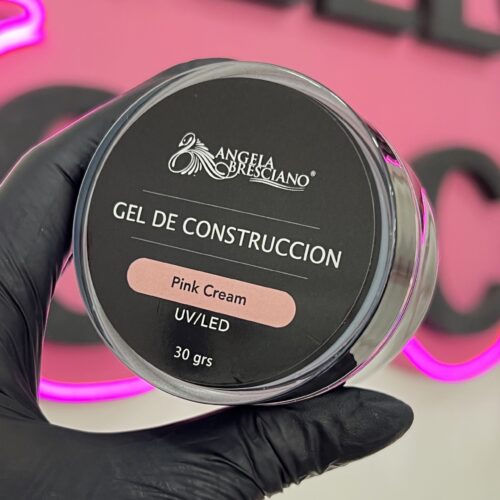 ANGELA
BRESCIANO®
GEL DE CONSTRUCCION
Pink Cream
UV/LED
30 grs